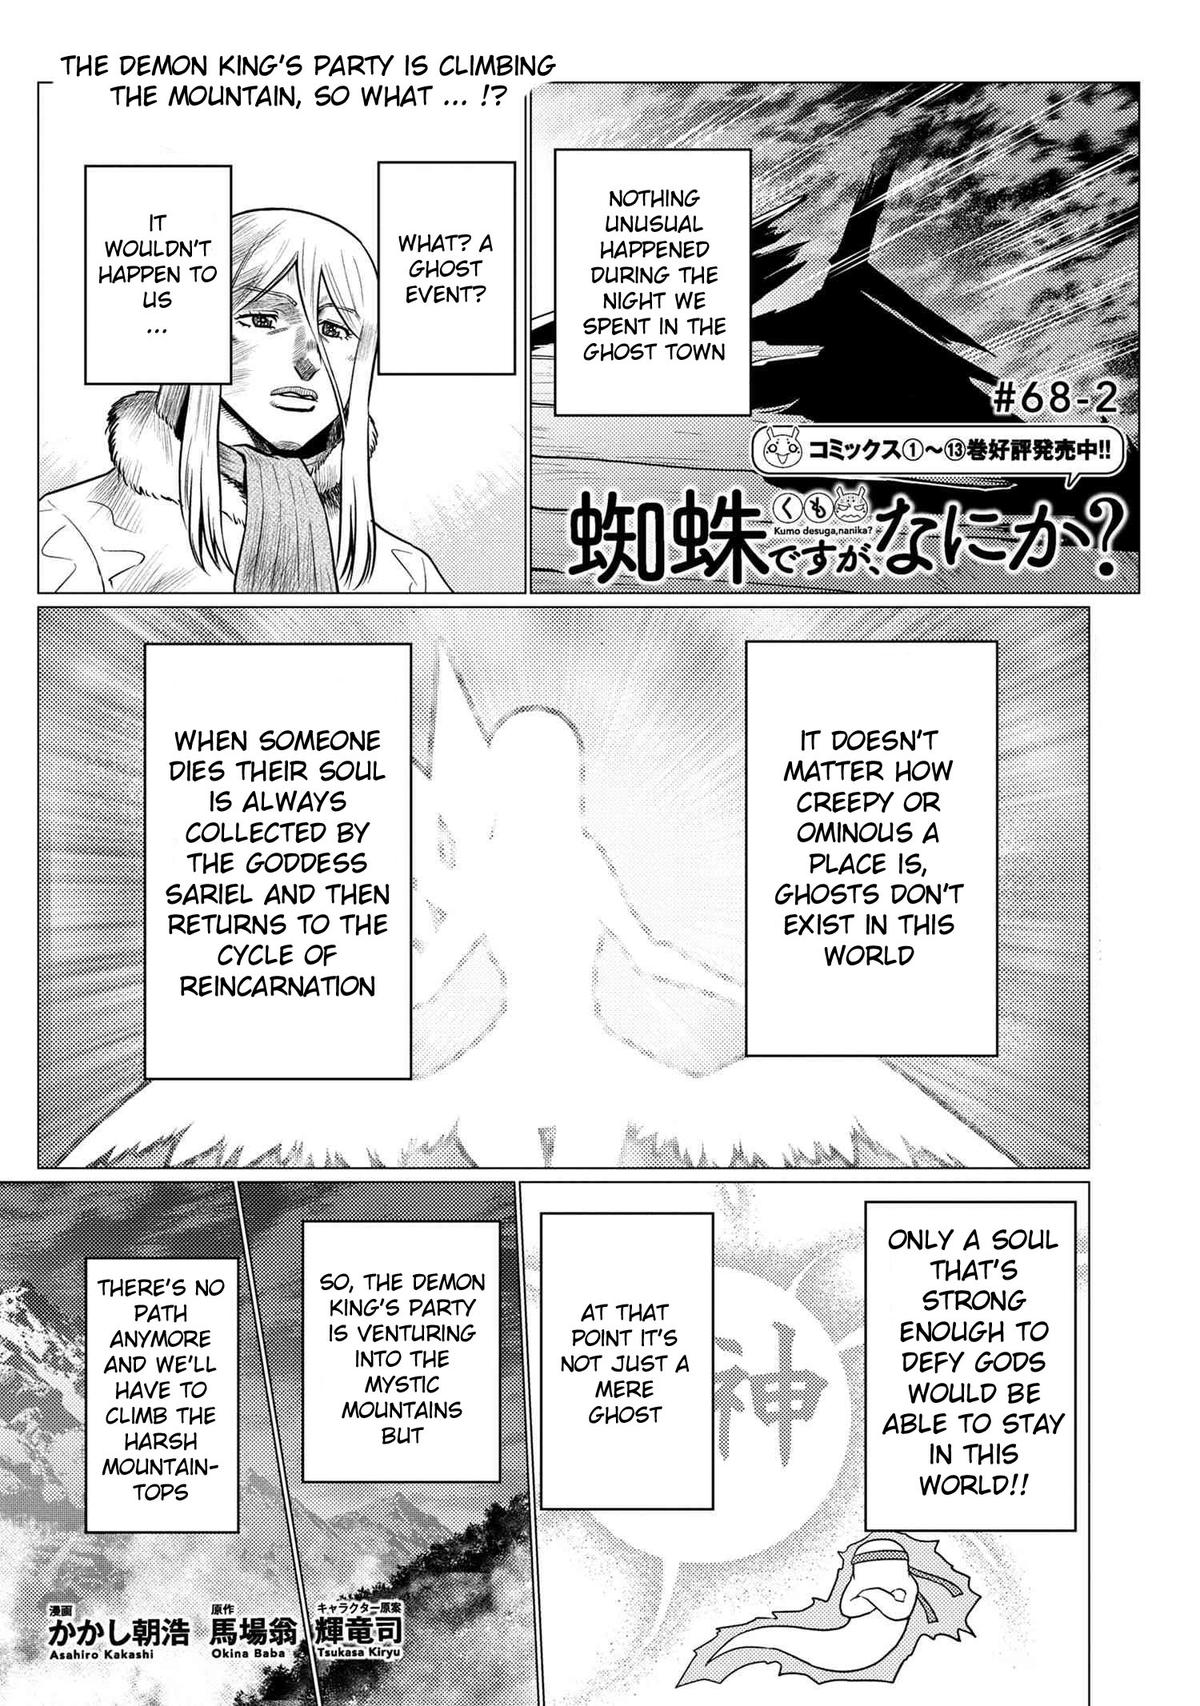 THE DEMON KING'S PARTY IS CLIMBING
THE MOUNTAIN, SO WHAT ... !?
NOTHING
UNUSUAL
HAPPENED
DURING THE
NIGHT WE
SPENT IN THE
GHOST TOWN
#68-2
コミックス①～⑬巻好評発売中!!
くも
Kumo desuga,nanika?
蜘蛛ですが、なにか?
WHAT? A
GHOST
EVENT?
IT
WOULDN'T
HAPPEN TO
US
...
IT DOESN'T
MATTER HOW
CREEPY OR
OMINOUS A
PLACE IS,
GHOSTS DON'T
EXIST IN THIS
WORLD
WHEN SOMEONE
DIES THEIR SOUL
IS ALWAYS
COLLECTED BY
THE GODDESS
SARIEL AND THEN
RETURNS TO THE
CYCLE OF
REINCARNATION
ONLY A SOUL
THAT'S
STRONG
ENOUGH TO
DEFY GODS
WOULD BE
ABLE TO STAY
IN THIS
WORLD!!
神
AT THAT
POINT IT'S
NOT JUST A
MERE
GHOST
SO, THE DEMON
KING'S PARTY
IS VENTURING
INTO THE
MYSTIC
MOUNTAINS
BUT
THERE'S NO
PATH
ANYMORE
AND WE'LL
HAVE TO
CLIMB THE
HARSH
MOUNTAIN-
TOPS
漫画
かかし朝浩
Asahiro Kakashi
原作
馬場翁
Okina Baba
キャラクター原案
輝竜司
Tsukasa Kiryu